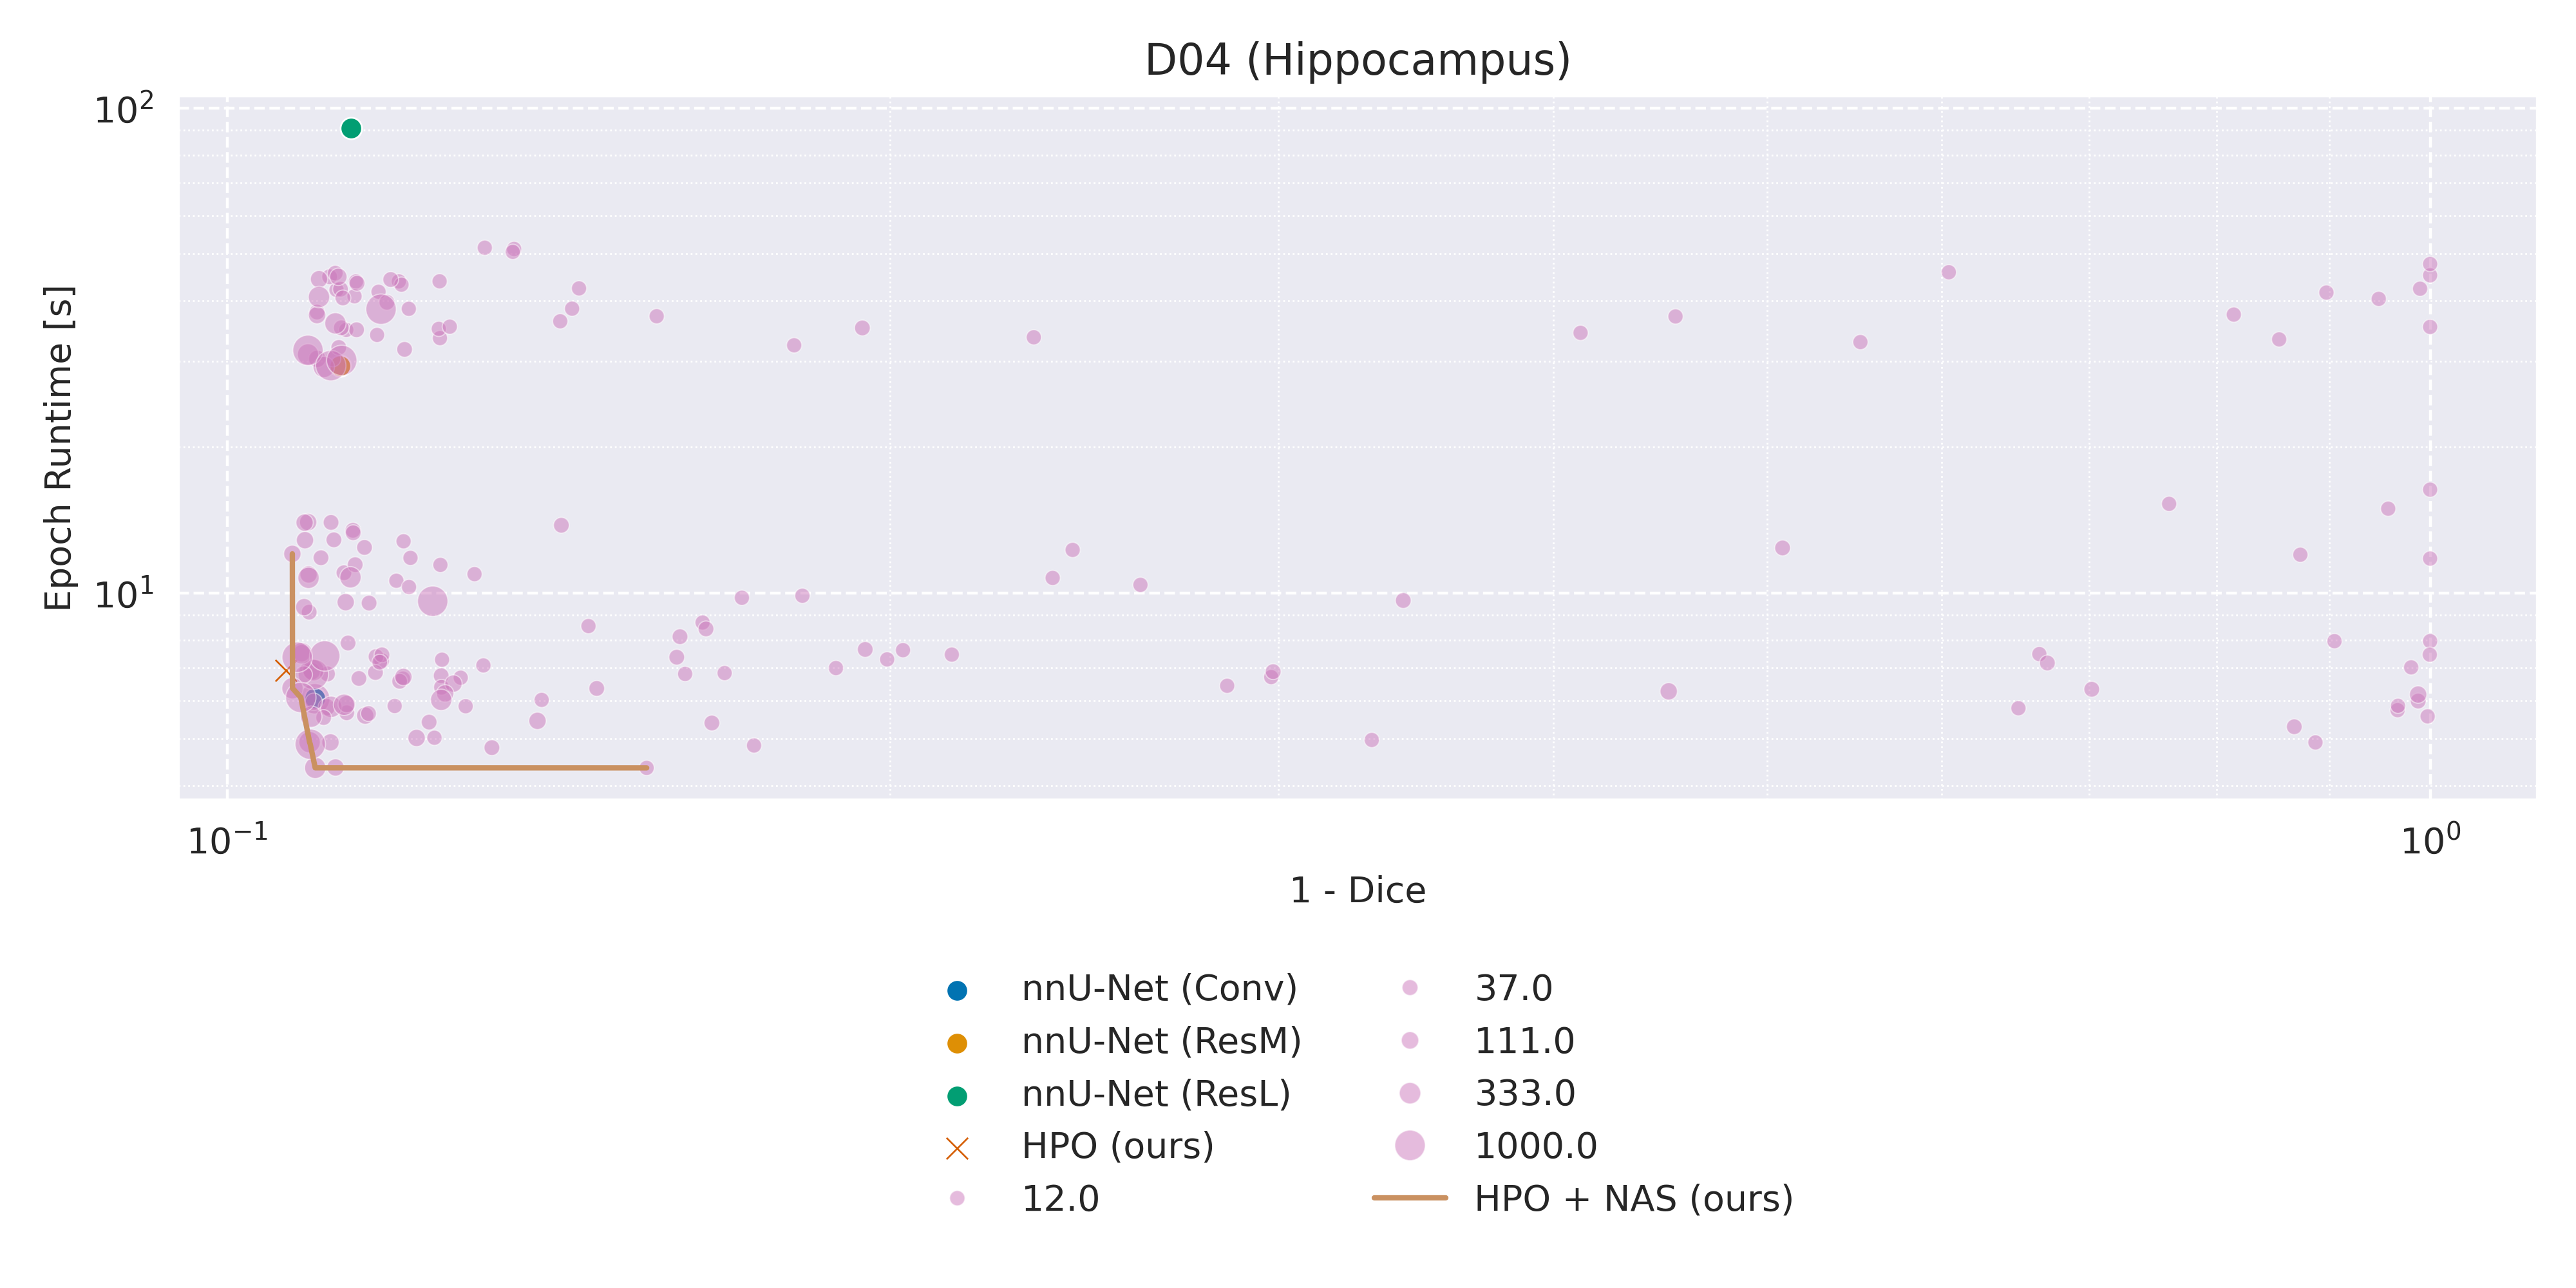 D04 (Hippocampus)
Epoch Runtime [s]
10²
10¹
10⁻¹
10⁰
1 - Dice
nnU-Net (Conv)
nnU-Net (ResM)
nnU-Net (ResL)
HPO (ours)
12.0
37.0
111.0
333.0
1000.0
HPO + NAS (ours)